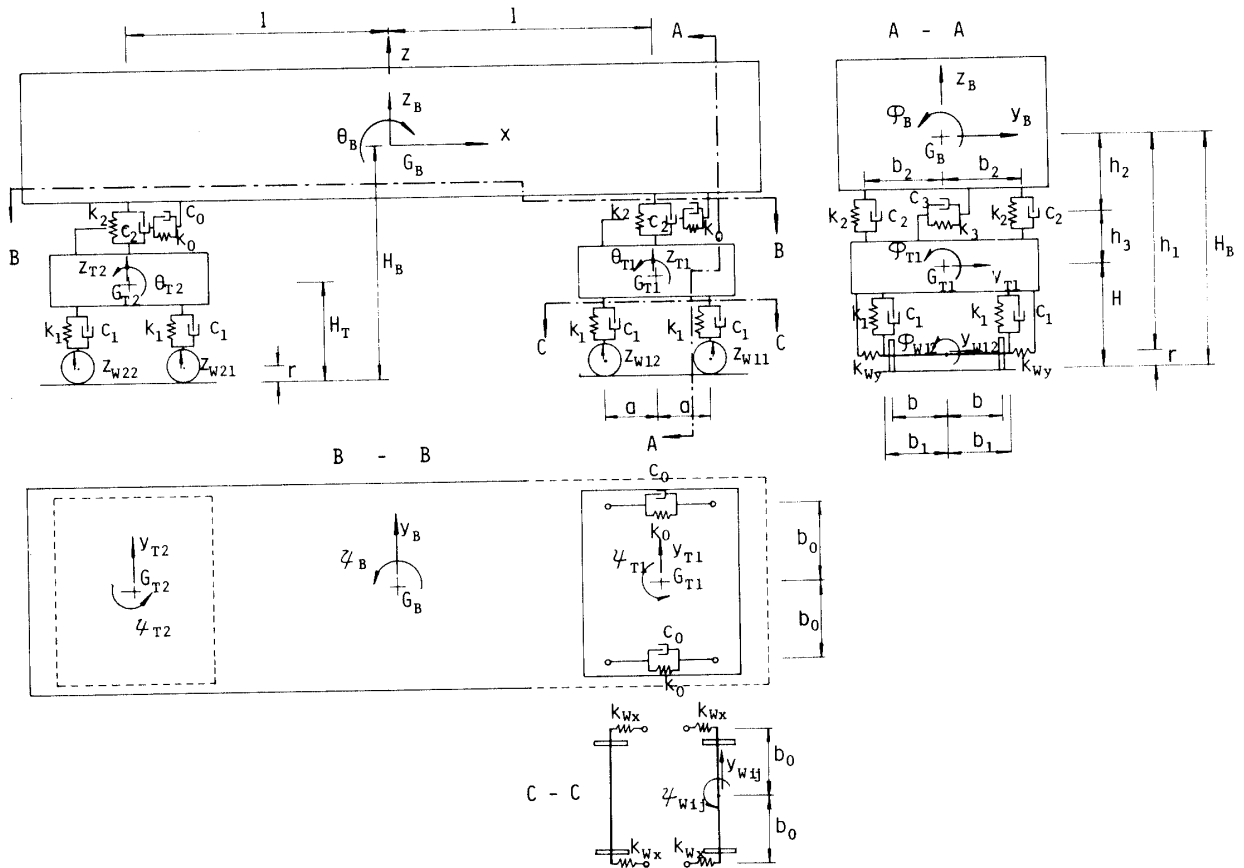 l l
A A - A
Z
Z_B Z_B
θ_B X φ_B y_B
G_B G_B
b_2 b_2 h_2
k_2 c_2 c_0 k_0 k_2 c_2 k_2 c_2 c_3 k_3 k_2 c_2
B B
H_B h_3 h_1 H_B
Z_T2 G_T2 θ_T2 θ_T1 Z_T1 G_T1 φ_T1 G_T1 y_T1
H_T H
k_1 c_1 k_1 c_1 C k_1 c_1 k_1 c_1 C k_1 c_1 k_1 c_1
Z_W22 Z_W21 r Z_W12 Z_W11 φ_W12 y_W12 r
k_Wy k_Wy
a a b b
A b_1 b_1
B - B
c_0
k_0
y_T2 y_B y_T1 b_0
ψ_B ψ_T1
G_T2 G_B G_T1
ψ_T2
c_0 b_0
k_0
k_Wx k_Wx
y_Wij b_0
C - C ψ_Wij
b_0
k_Wx k_Wx